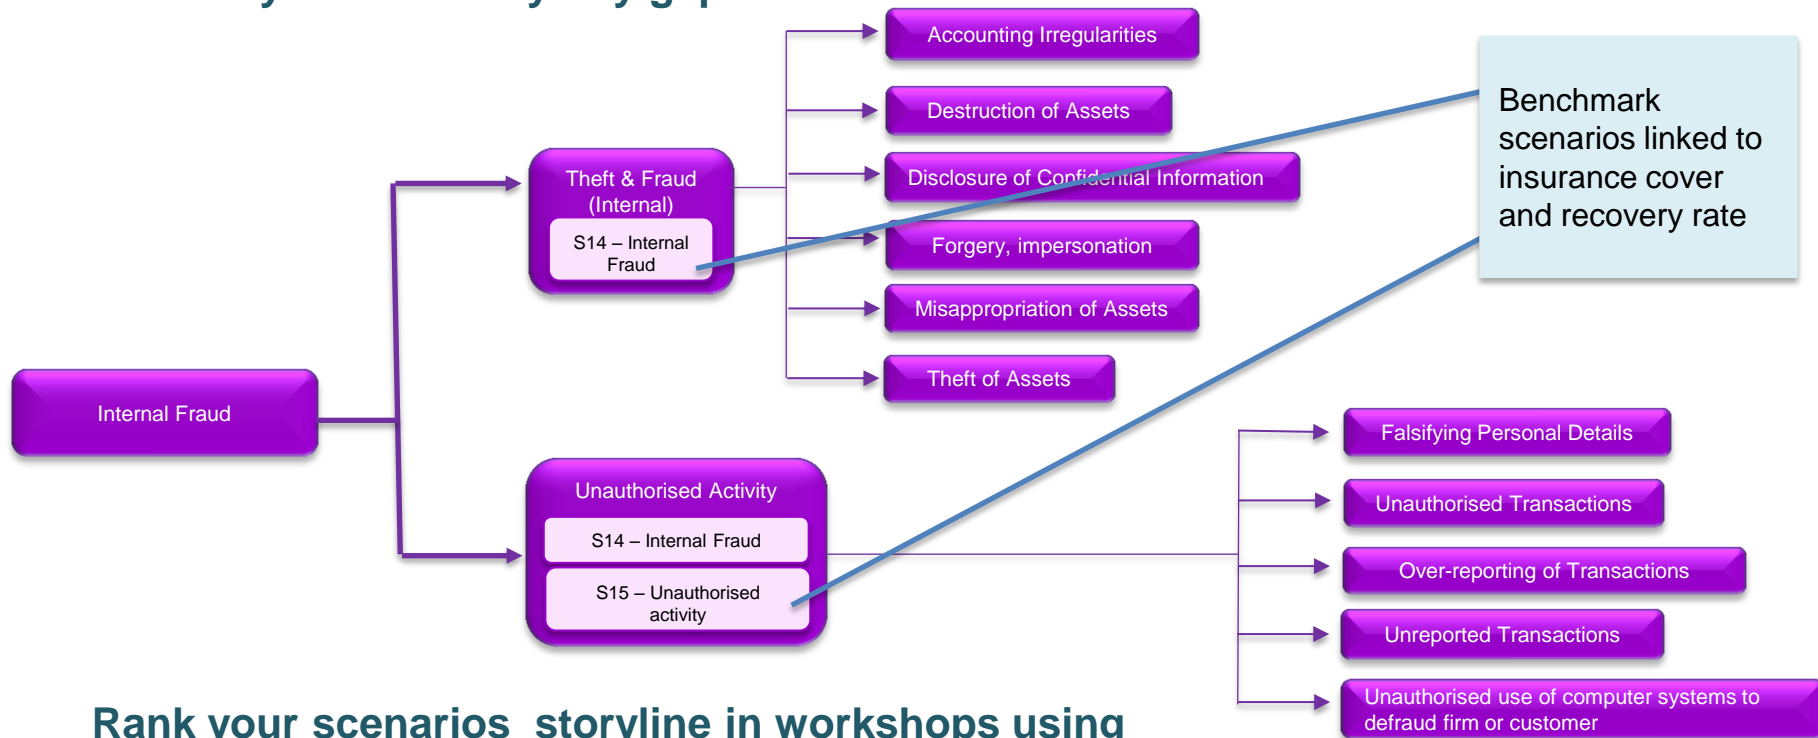 Accounting Irregularities
Destruction of Assets
Disclosure of Confidential Information
Forgery, impersonation
Misappropriation of Assets
Theft of Assets
Theft & Fraud
(Internal)
S14 – Internal
Fraud
Benchmark
scenarios linked to
insurance cover
and recovery rate
Internal Fraud
Unauthorised Activity
S14 – Internal Fraud
S15 – Unauthorised
activity
Falsifying Personal Details
Unauthorised Transactions
Over-reporting of Transactions
Unreported Transactions
Unauthorised use of computer systems to
defraud firm or customer
Rank your scenarios storyline in workshops using